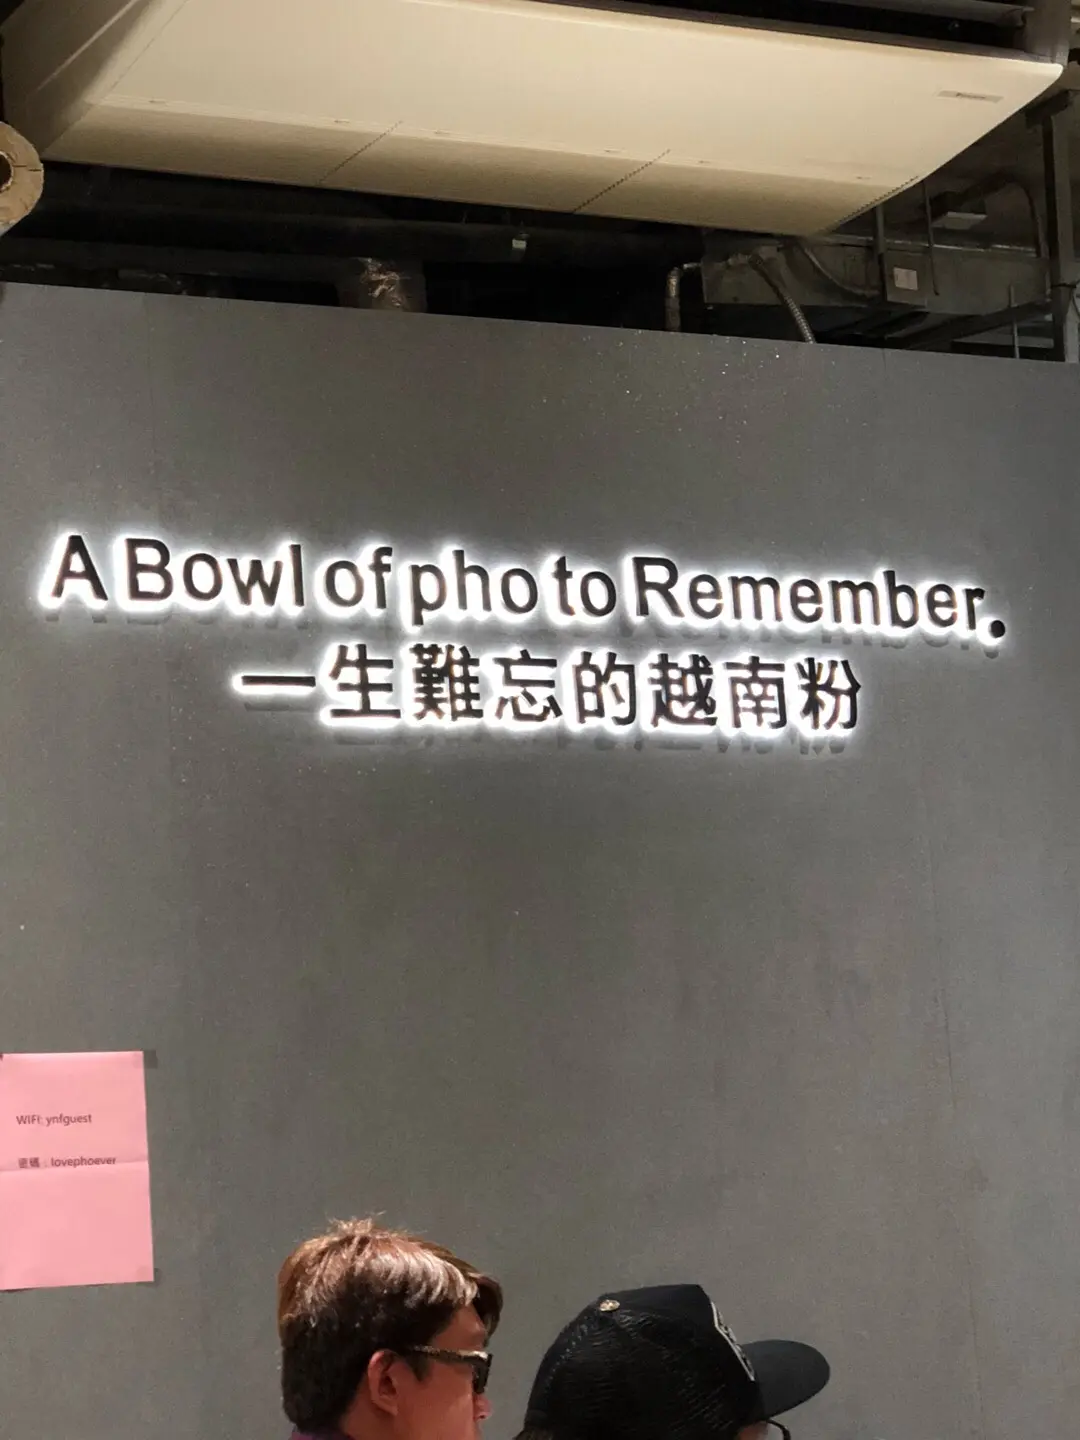 A Bowl of pho to Remember.
一生難忘的越南粉
WIFI: ynfguest
密碼：lovephoever